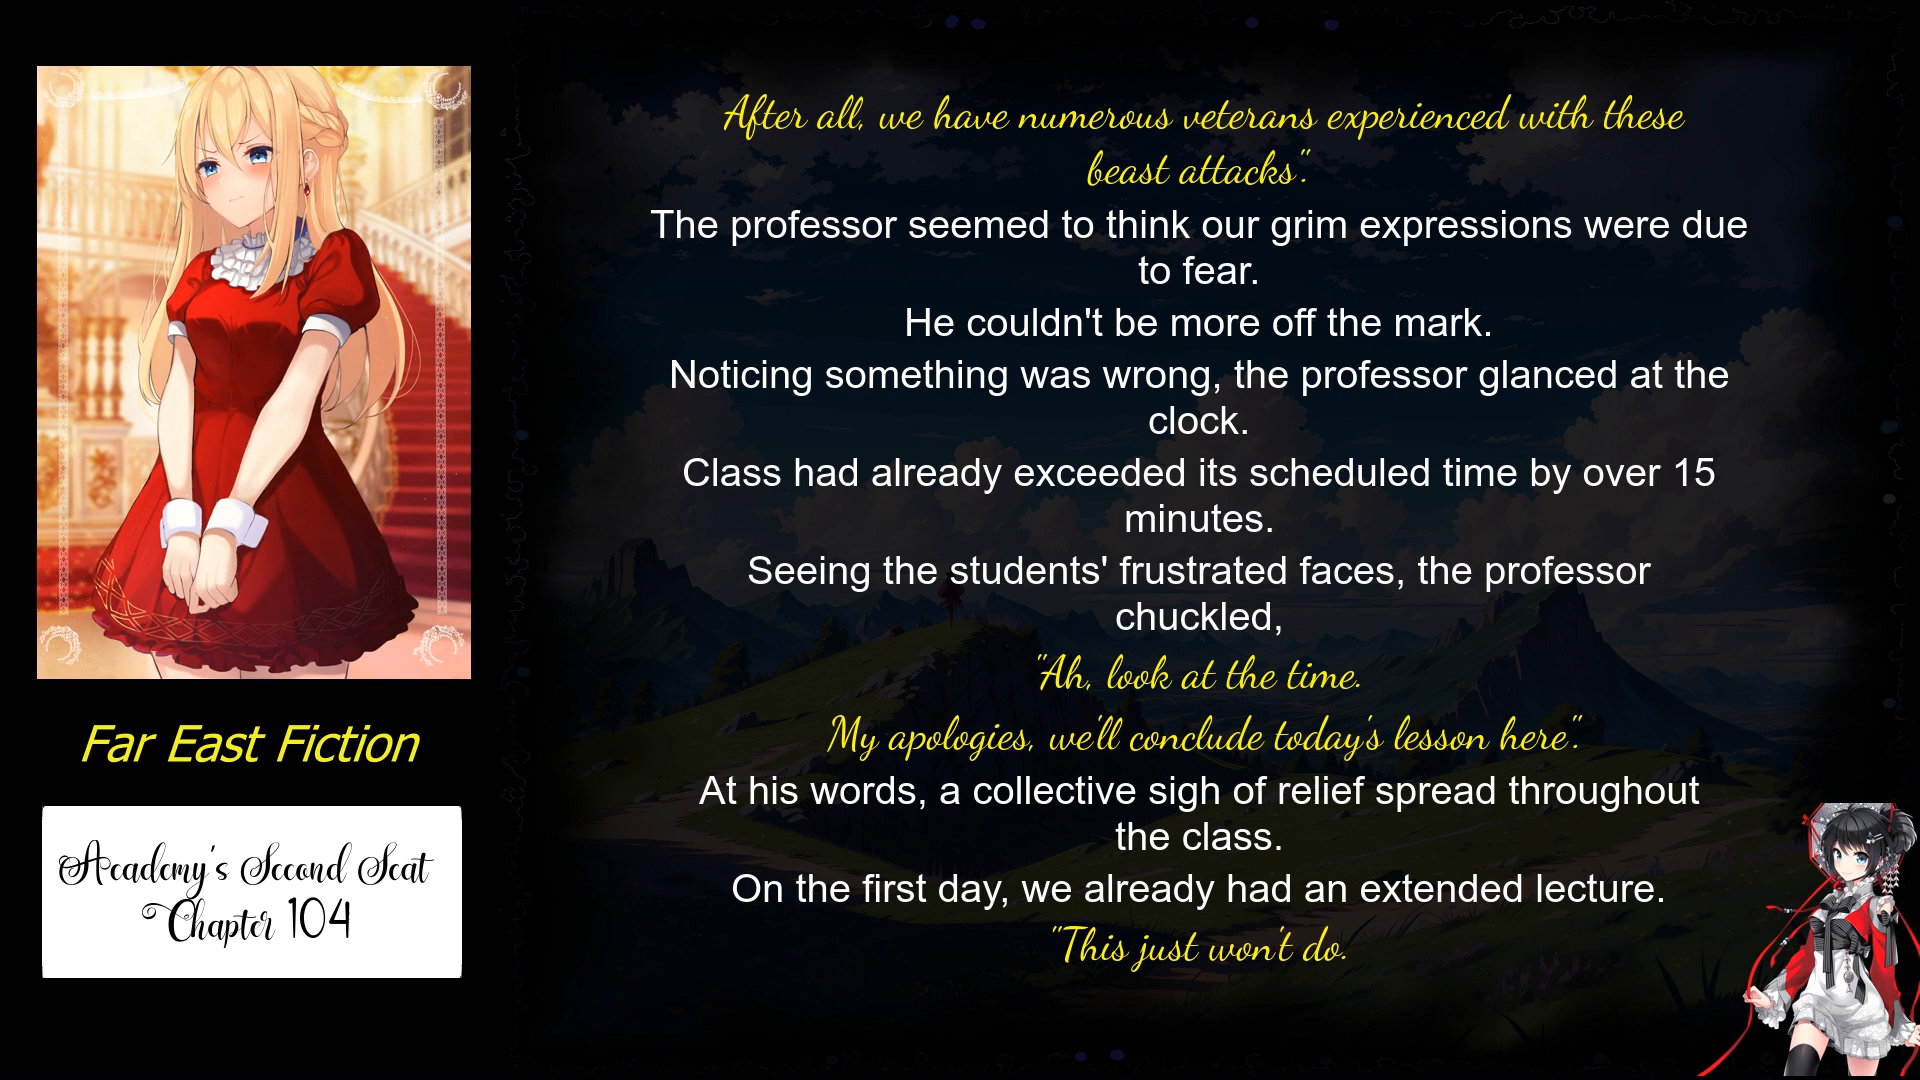 After all, we have numerous veterans experienced with these
beast attacks".
The professor seemed to think our grim expressions were due
to fear.
He couldn't be more off the mark.
Noticing something was wrong, the professor glanced at the
clock.
Class had already exceeded its scheduled time by over 15
minutes.
Seeing the students' frustrated faces, the professor
chuckled,
"Ah, look at the time.
My apologies, we'll conclude today's lesson here".
At his words, a collective sigh of relief spread throughout
the class.
On the first day, we already had an extended lecture.
"This just won't do.
Far East Fiction
Academy's Second Seat
Chapter 104